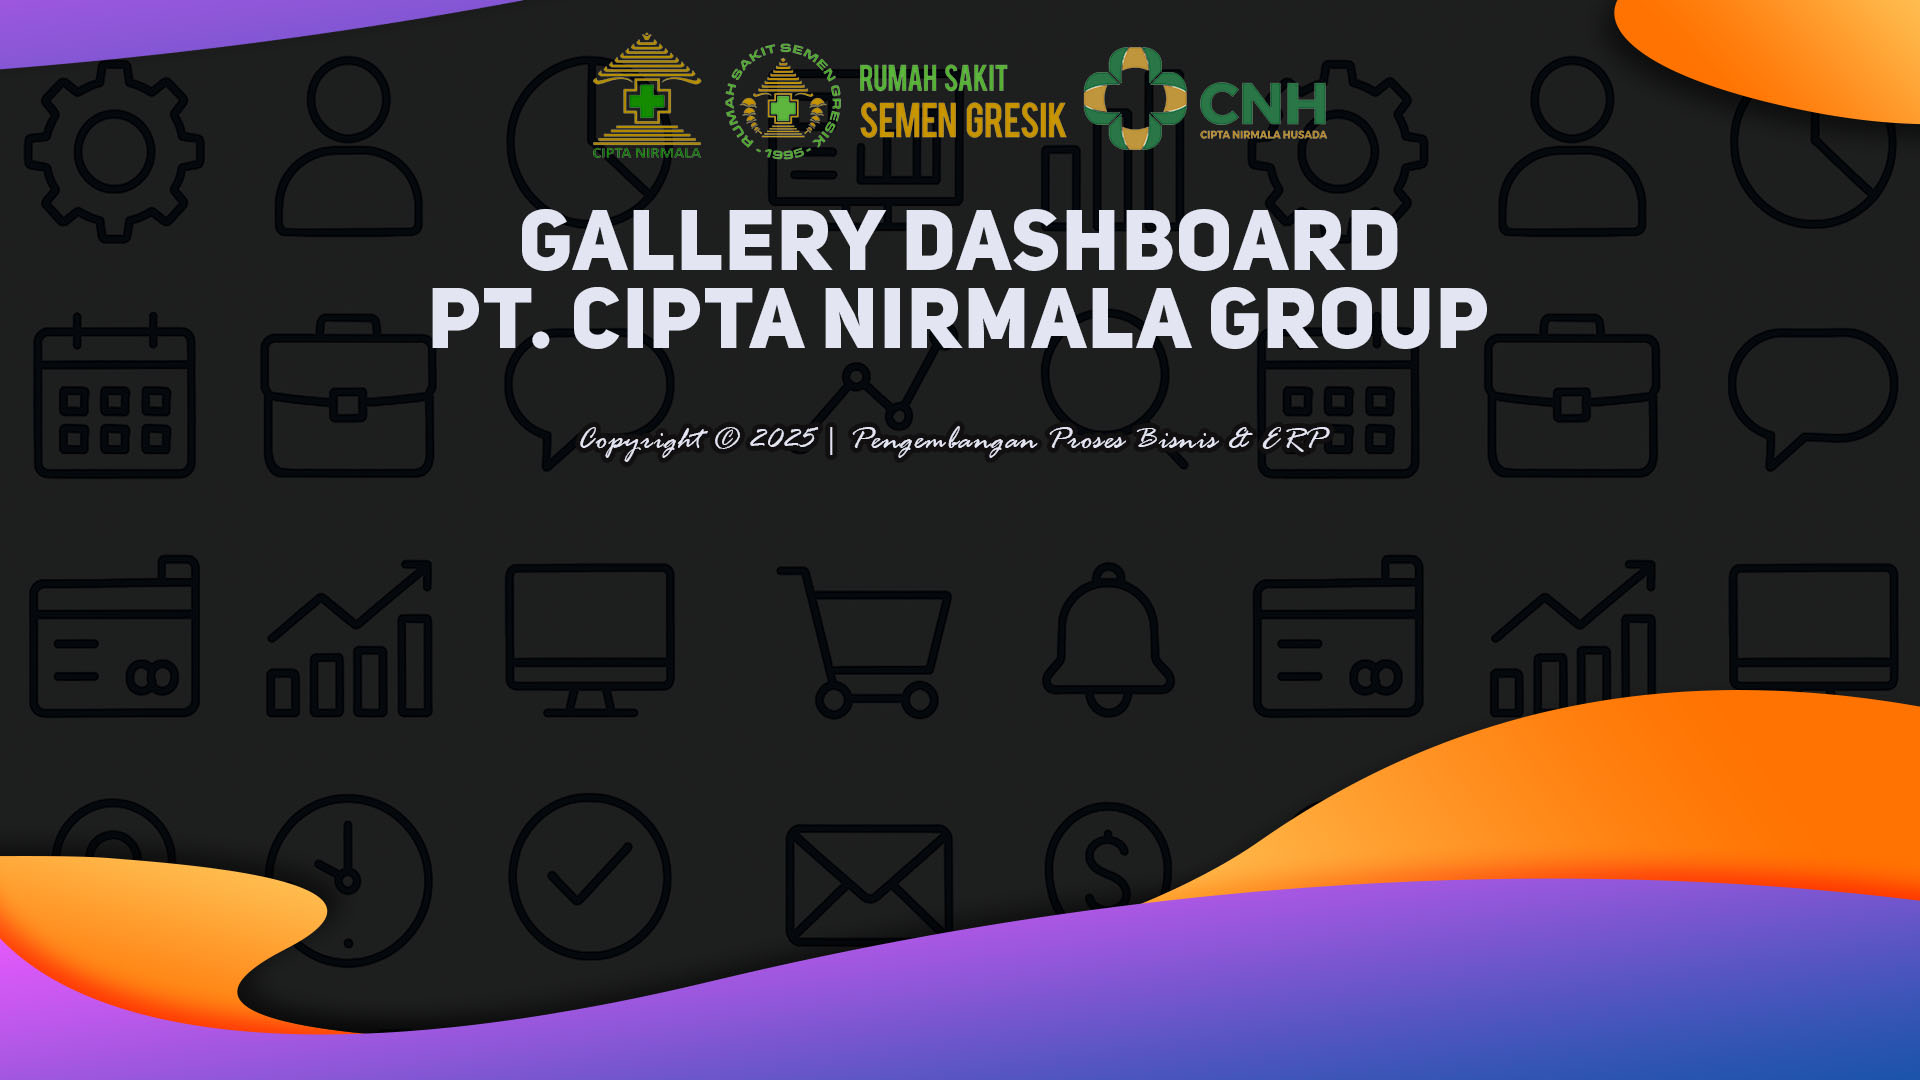 CIPTA NIRMALA
RUMAH SAKIT SEMEN GRESIK
- 1995 -
RUMAH SAKIT
SEMEN GRESIK
CNH
CIPTA NIRMALA HUSADA
GALLERY DASHBOARD
PT. CIPTA NIRMALA GROUP
Copyright © 2025 | Pengembangan Proses Bisnis & ERP